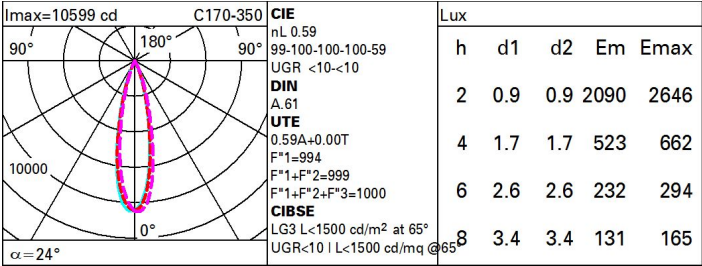 Imax=10599 cd C170-350
90° 180° 90°
10000
0°
α=24°
CIE
nL 0.59
99-100-100-100-59
UGR <10-<10
DIN
A.61
UTE
0.59A+0.00T
F"1=994
F"1+F"2=999
F"1+F"2+F"3=1000
CIBSE
LG3 L<1500 cd/m² at 65°
UGR<10 | L<1500 cd/mq @65°
Lux
h d1 d2 Em Emax
2 0.9 0.9 2090 2646
4 1.7 1.7 523 662
6 2.6 2.6 232 294
8 3.4 3.4 131 165